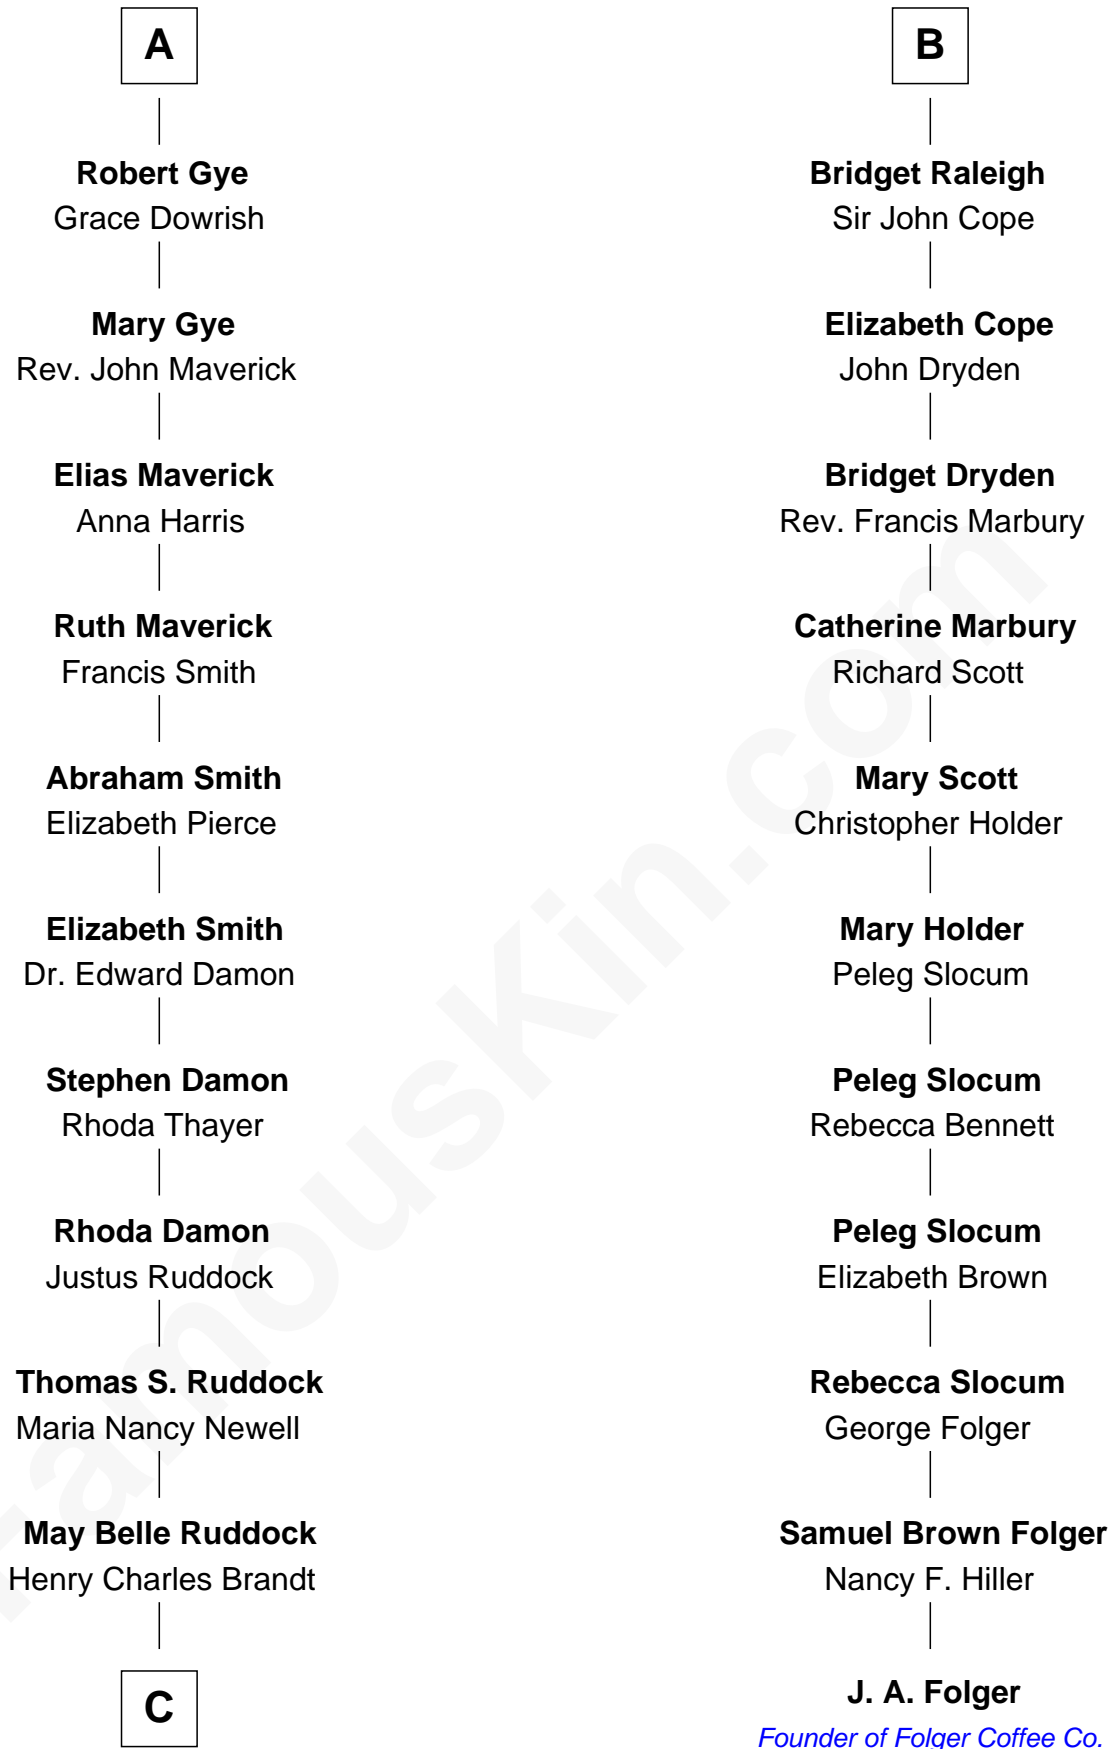 A
Robert Gye
Grace Dowrish
Mary Gye
Rev. John Maverick
Elias Maverick
Anna Harris
Ruth Maverick
Francis Smith
Abraham Smith
Elizabeth Pierce
Elizabeth Smith
Dr. Edward Damon
Stephen Damon
Rhoda Thayer
Rhoda Damon
Justus Ruddock
Thomas S. Ruddock
Maria Nancy Newell
May Belle Ruddock
Henry Charles Brandt
C
B
Bridget Raleigh
Sir John Cope
Elizabeth Cope
John Dryden
Bridget Dryden
Rev. Francis Marbury
Catherine Marbury
Richard Scott
Mary Scott
Christopher Holder
Mary Holder
Peleg Slocum
Peleg Slocum
Rebecca Bennett
Peleg Slocum
Elizabeth Brown
Rebecca Slocum
George Folger
Samuel Brown Folger
Nancy F. Hiller
J. A. Folger
Founder of Folger Coffee Co.
FamousKin.com